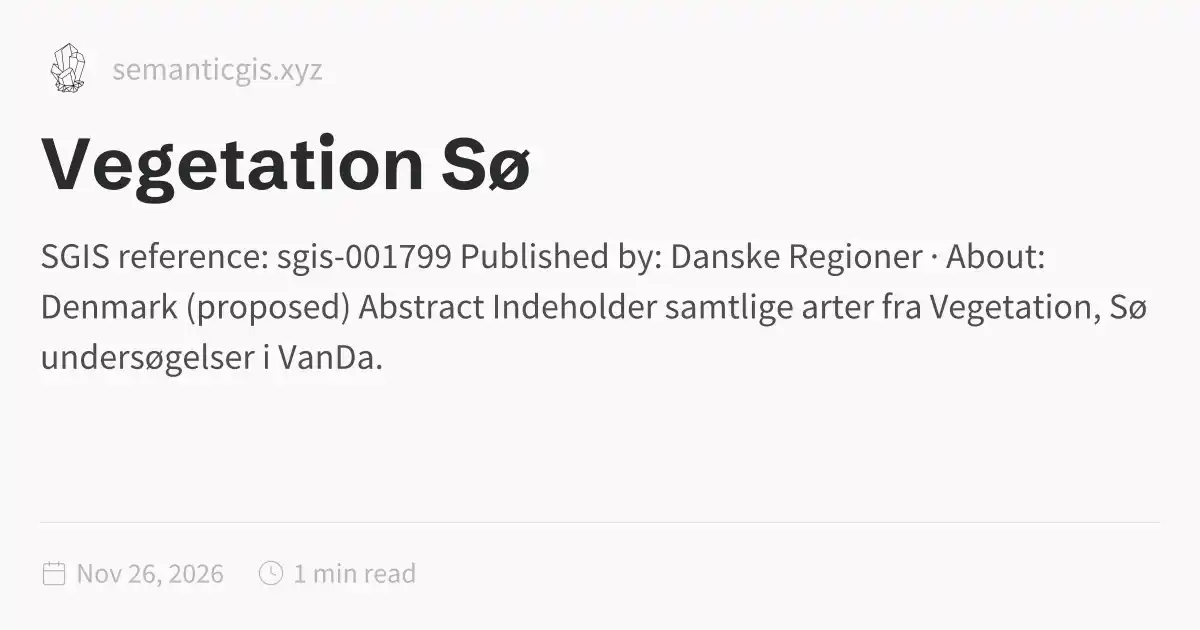 semanticgis.xyz
Vegetation Sø
SGIS reference: sgis-001799 Published by: Danske Regioner · About:
Denmark (proposed) Abstract Indeholder samtlige arter fra Vegetation, Sø
undersøgelser i VanDa.
Nov 26, 2026 1 min read